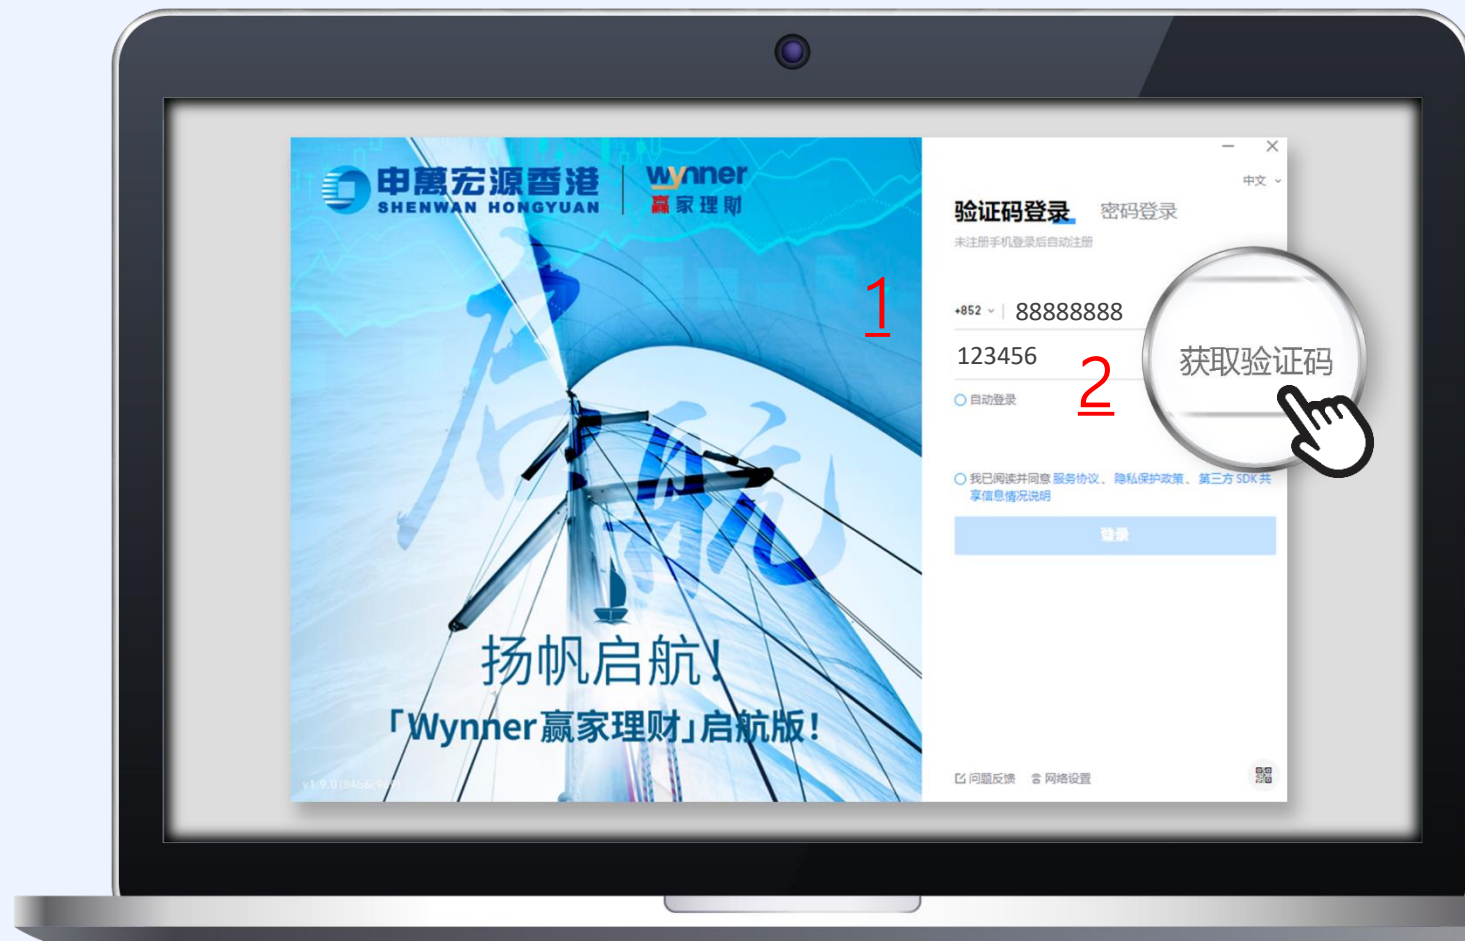 申萬宏源香港
SHENWAN HONGYUAN
wynner
赢家理财
启航
扬帆启航！
「Wynner赢家理财」启航版！
中文
验证码登录 密码登录
未注册手机登录后自动注册
1
+852 88888888
123456
2
获取验证码
自动登录
我已阅读并同意 服务协议、 隐私保护政策、 第三方 SDK 共
享信息情况说明
登录
问题反馈 网络设置